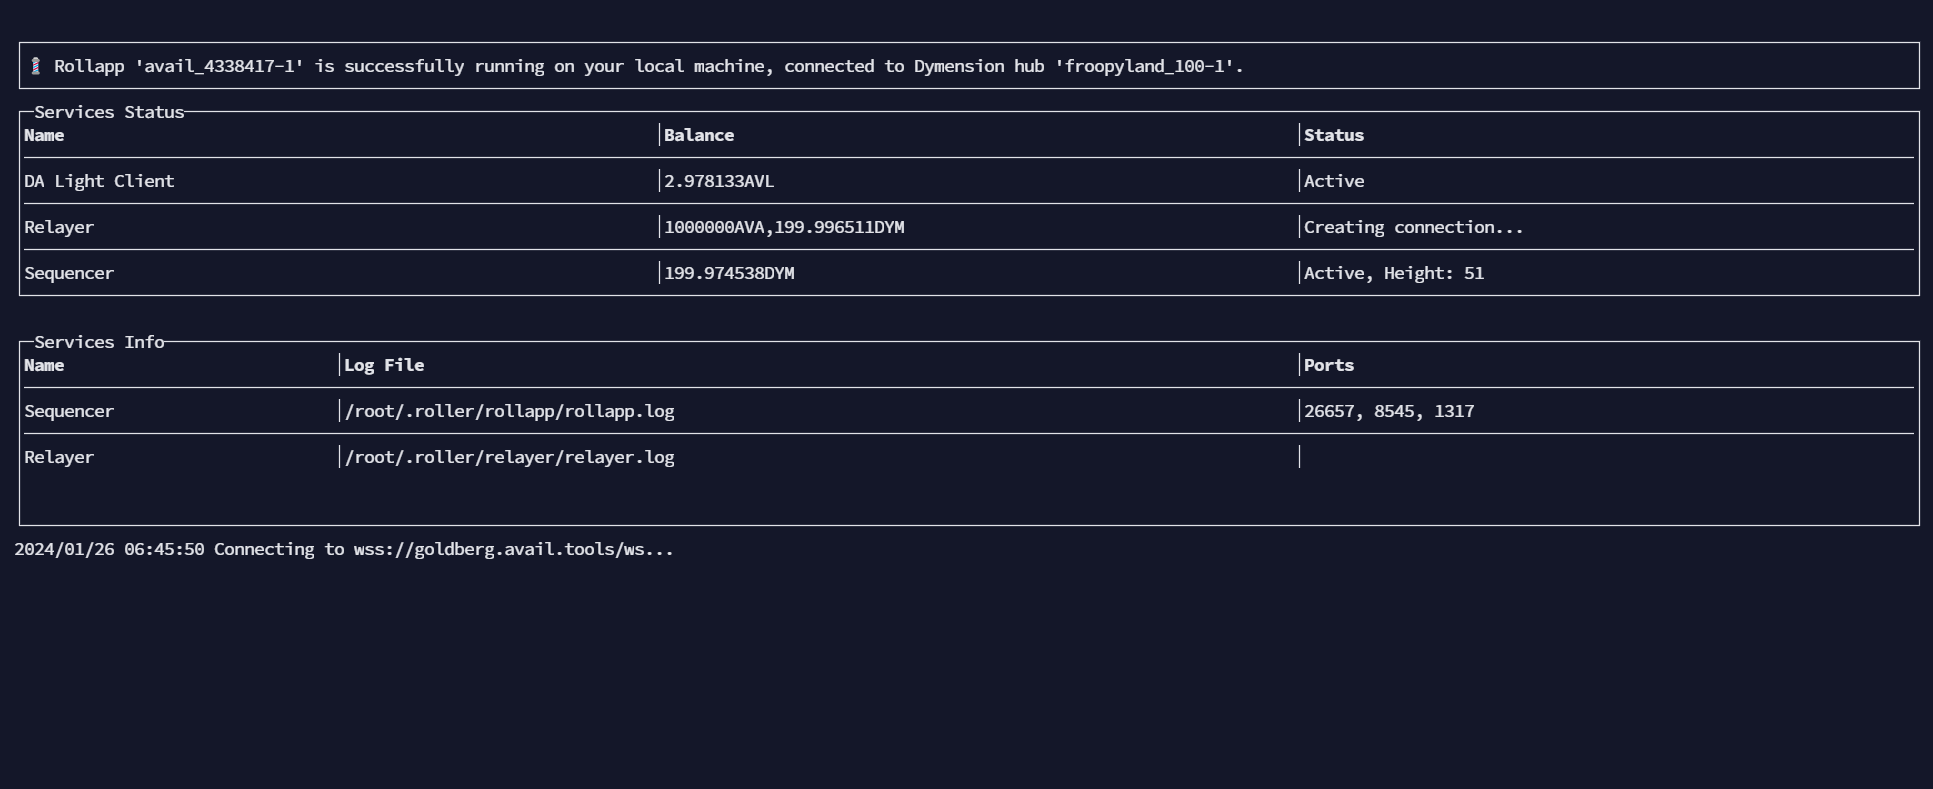 💈 Rollapp 'avail_4338417-1' is successfully running on your local machine, connected to Dymension hub 'froopyland_100-1'.
Services Status
Name Balance Status
DA Light Client 2.978133AVL Active
Relayer 1000000AVA,199.996511DYM Creating connection...
Sequencer 199.974538DYM Active, Height: 51
Services Info
Name Log File Ports
Sequencer /root/.roller/rollapp/rollapp.log 26657, 8545, 1317
Relayer /root/.roller/relayer/relayer.log
2024/01/26 06:45:50 Connecting to wss://goldberg.avail.tools/ws...